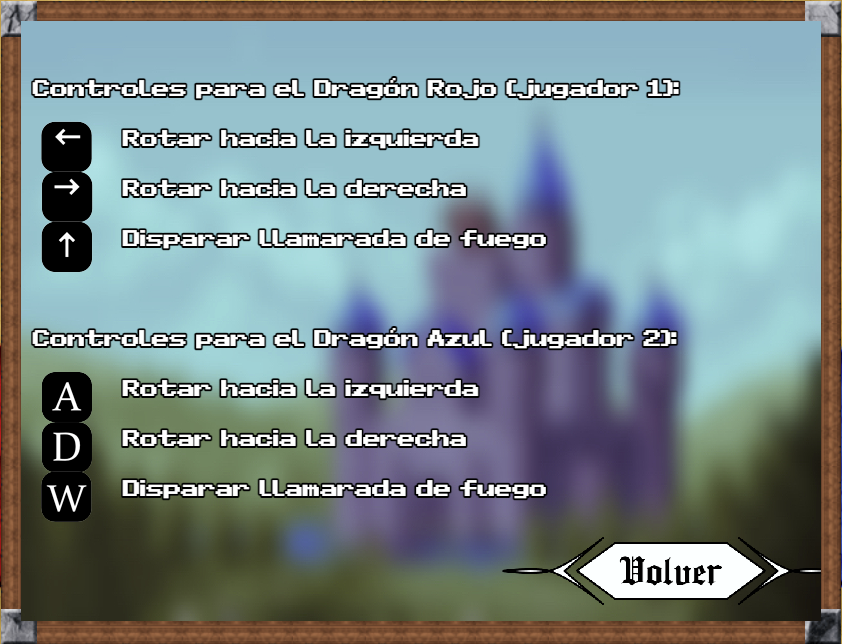 Controles para el Dragón Rojo (jugador 1):
← Rotar hacia la izquierda
→ Rotar hacia la derecha
↑ Disparar llamarada de fuego
Controles para el Dragón Azul (jugador 2):
A Rotar hacia la izquierda
D Rotar hacia la derecha
W Disparar llamarada de fuego
Volver